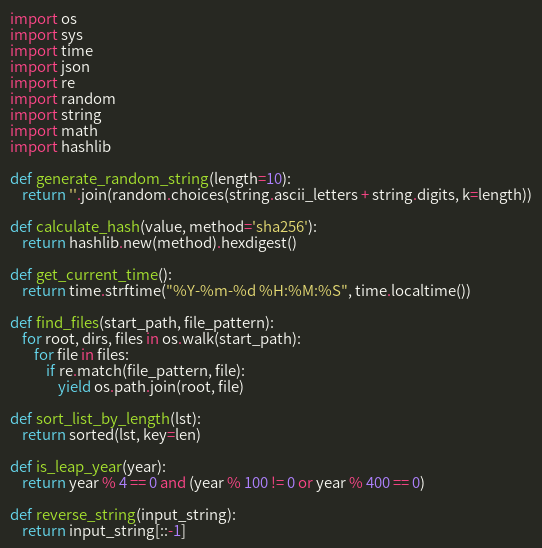 import os
import sys
import time
import json
import re
import random
import string
import math
import hashlib

def generate_random_string(length=10):
    return ''.join(random.choices(string.ascii_letters + string.digits, k=length))

def calculate_hash(value, method='sha256'):
    return hashlib.new(method).hexdigest()

def get_current_time():
    return time.strftime("%Y-%m-%d %H:%M:%S", time.localtime())

def find_files(start_path, file_pattern):
    for root, dirs, files in os.walk(start_path):
        for file in files:
            if re.match(file_pattern, file):
                yield os.path.join(root, file)

def sort_list_by_length(lst):
    return sorted(lst, key=len)

def is_leap_year(year):
    return year % 4 == 0 and (year % 100 != 0 or year % 400 == 0)

def reverse_string(input_string):
    return input_string[::-1]